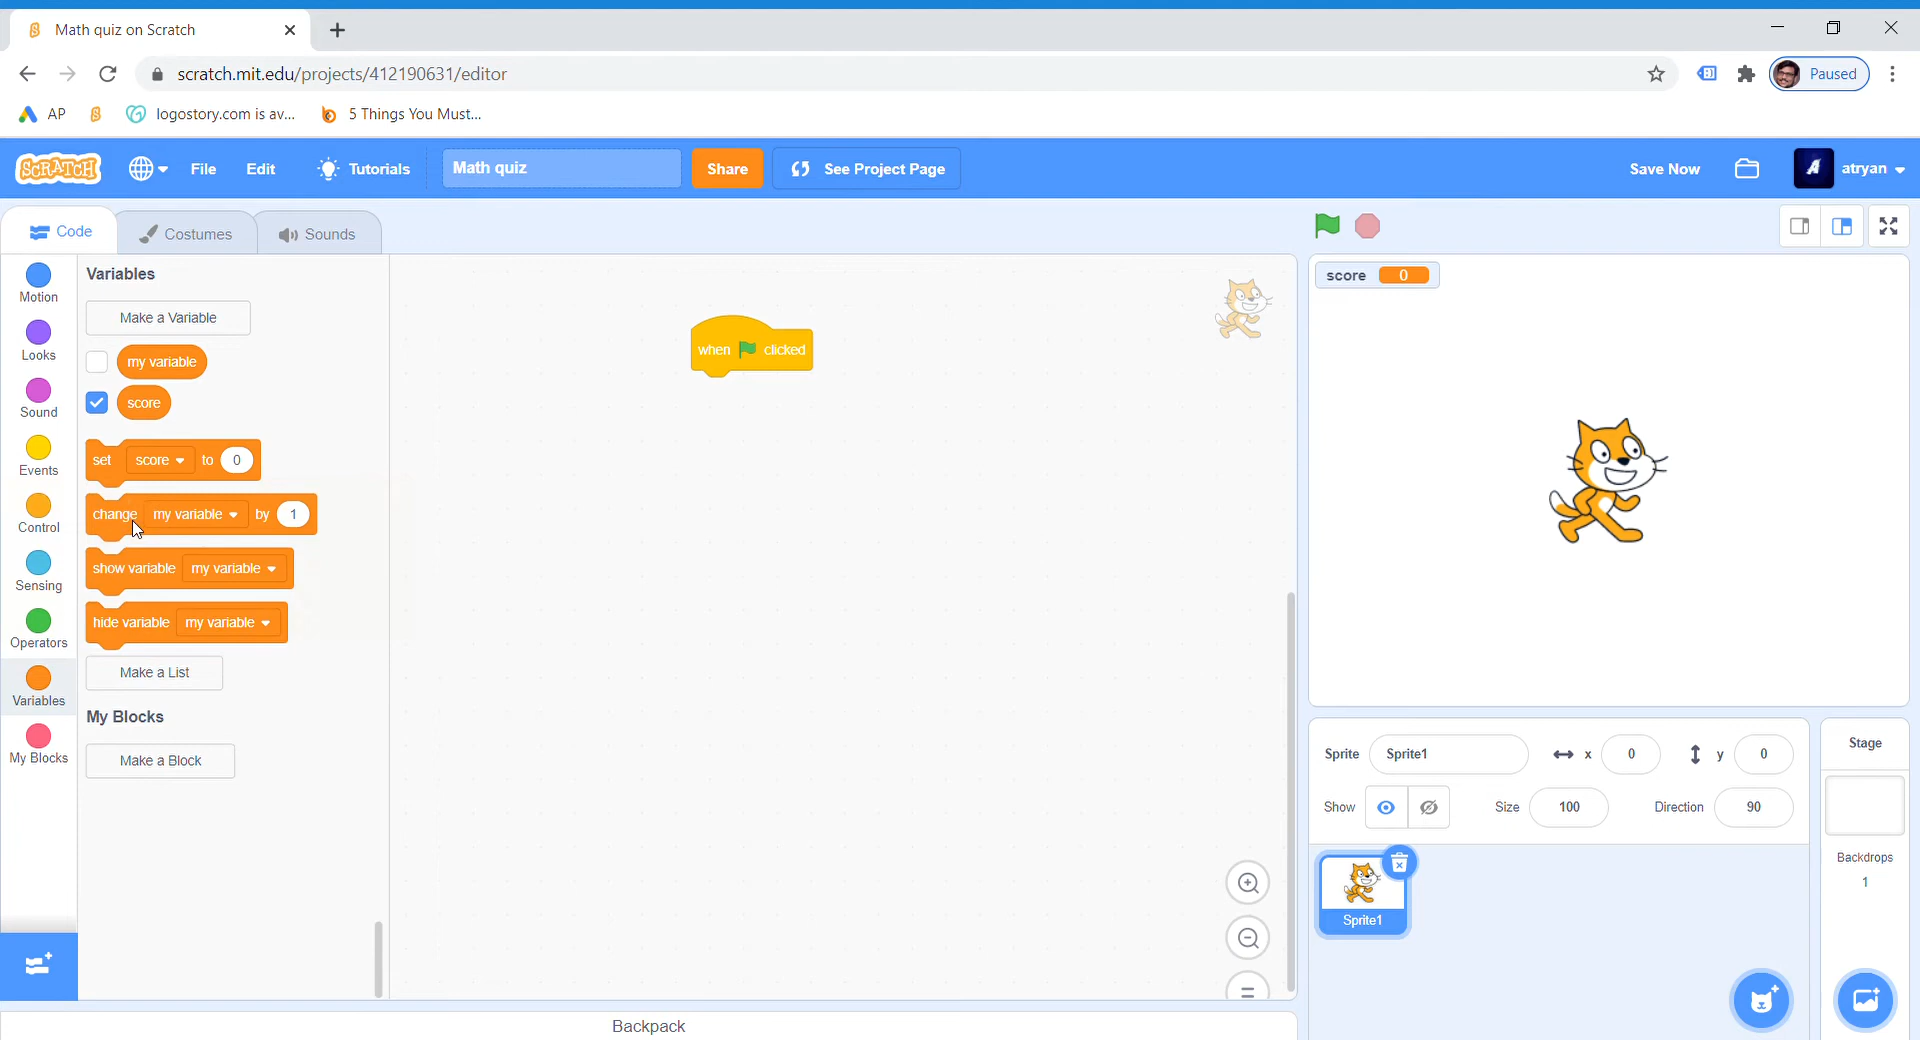 Math quiz on Scratch
scratch.mit.edu/projects/412190631/editor
Paused
AP
logostory.com is av...
5 Things You Must...
SCRATCH
File
Edit
Tutorials
Math quiz
Share
See Project Page
Save Now
atryan
Code
Costumes
Sounds
Motion
Looks
Sound
Events
Control
Sensing
Operators
Variables
My Blocks
Variables
Make a Variable
my variable
score
set score to 0
change my variable by 1
show variable my variable
hide variable my variable
Make a List
My Blocks
Make a Block
when clicked
Backpack
score 0
Sprite Sprite1 x 0 y 0
Show Size 100 Direction 90
Sprite1
Stage
Backdrops
1